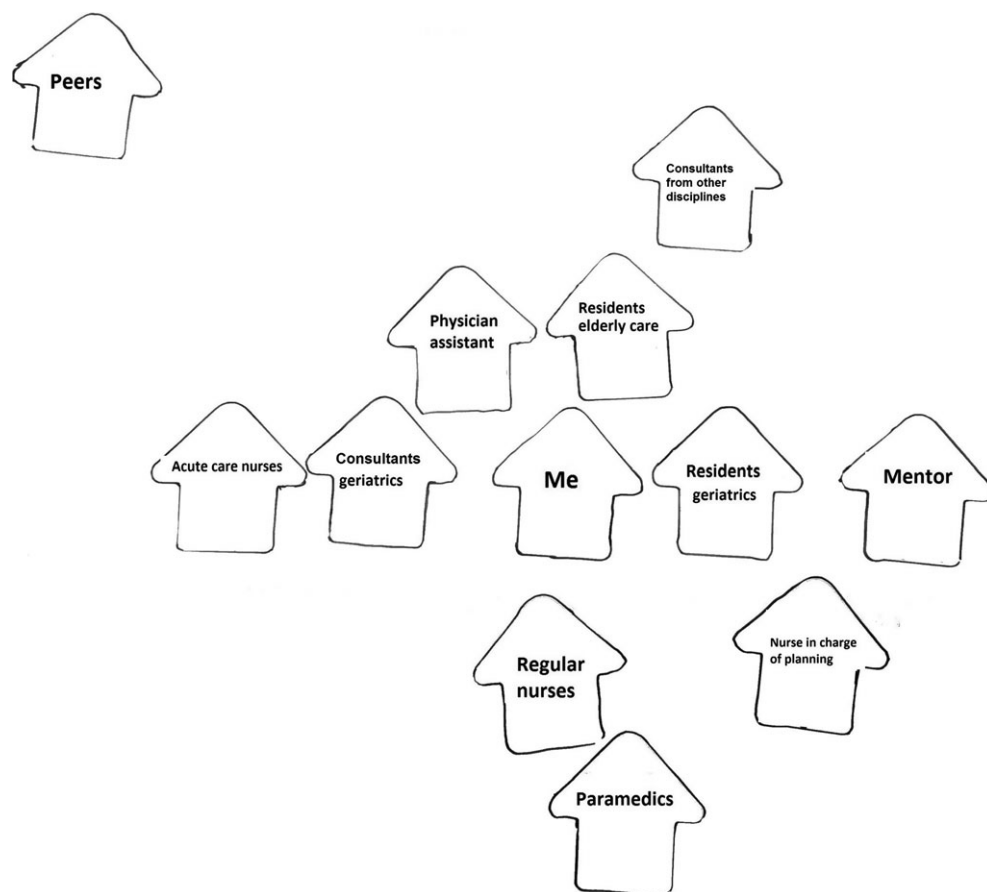 Peers
Consultants
from other
disciplines
Physician
assistant
Residents
elderly care
Acute care nurses
Consultants
geriatrics
Me
Residents
geriatrics
Mentor
Regular
nurses
Nurse in charge
of planning
Paramedics